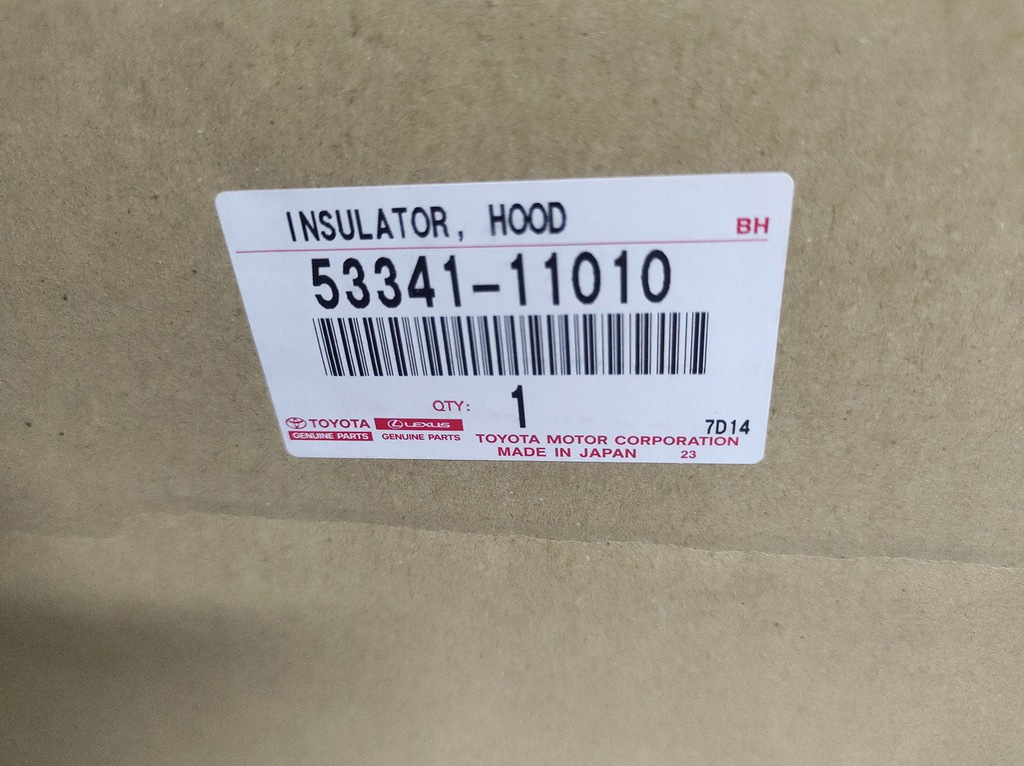 INSULATOR, HOOD
BH
53341-11010
QTY: 1
TOYOTA LEXUS
GENUINE PARTS GENUINE PARTS
7D14
TOYOTA MOTOR CORPORATION
MADE IN JAPAN 23